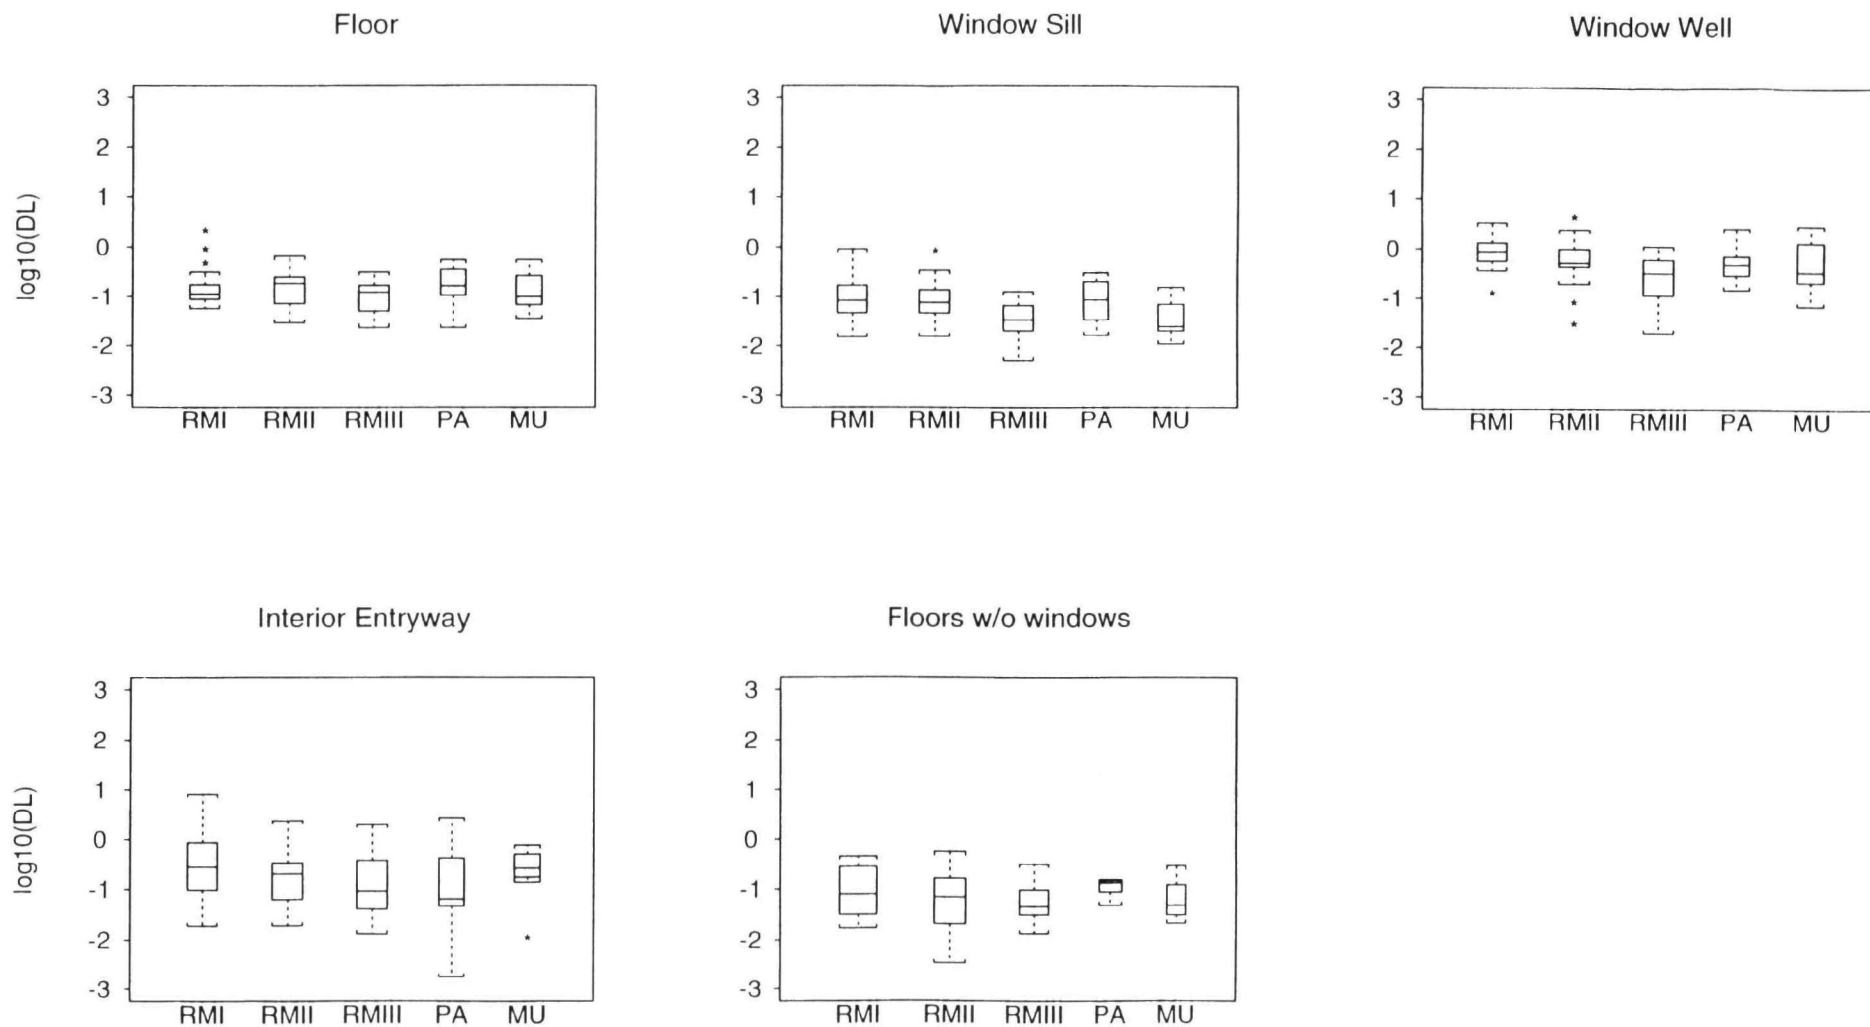 Floor
log10(DL)
3
2
1
0
-1
-2
-3
RMI RMII RMIII PA MU
Window Sill
3
2
1
0
-1
-2
-3
RMI RMII RMIII PA MU
Window Well
3
2
1
0
-1
-2
-3
RMI RMII RMIII PA MU
Interior Entryway
log10(DL)
3
2
1
0
-1
-2
-3
RMI RMII RMIII PA MU
Floors w/o windows
3
2
1
0
-1
-2
-3
RMI RMII RMIII PA MU